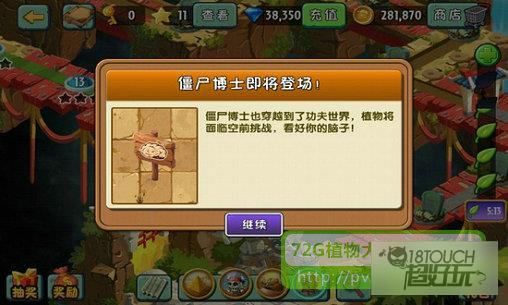 0 11 查看 38,350 充值 281,870 商店
13
僵尸博士即将登场!
僵尸博士也穿越到了功夫世界，植物将
面临空前挑战，看好你的脑子!
5:13
继续
72G植物大
http://pv
18TOUCH
超好玩
抽奖 奖励